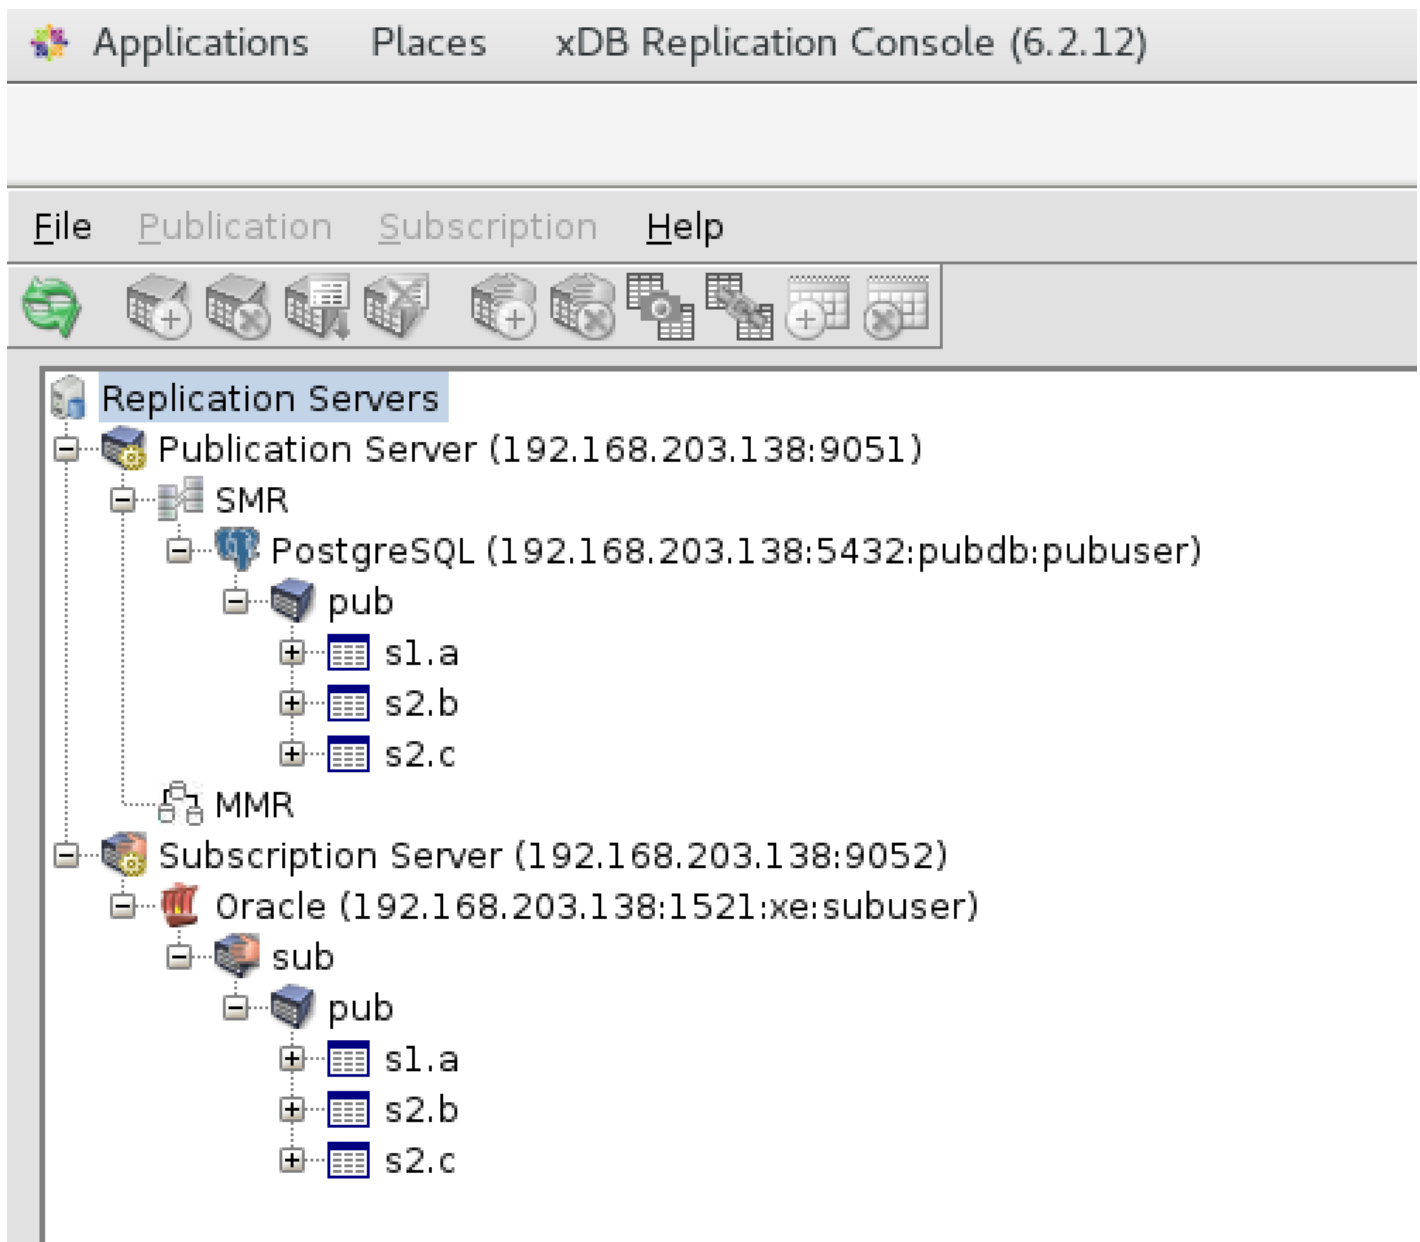 Applications Places xDB Replication Console (6.2.12)
File Publication Subscription Help
Replication Servers
Publication Server (192.168.203.138:9051)
SMR
PostgreSQL (192.168.203.138:5432:pubdb:pubuser)
pub
s1.a
s2.b
s2.c
MMR
Subscription Server (192.168.203.138:9052)
Oracle (192.168.203.138:1521:xe:subuser)
sub
pub
s1.a
s2.b
s2.c